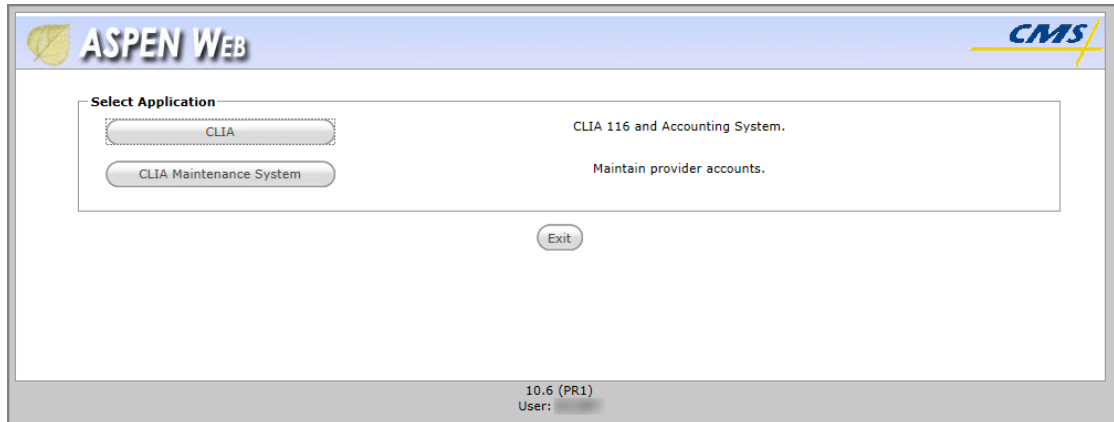 ASPEN WEB
CMS
Select Application
CLIA
CLIA 116 and Accounting System.
CLIA Maintenance System
Maintain provider accounts.
Exit
10.6 (PR1)
User: